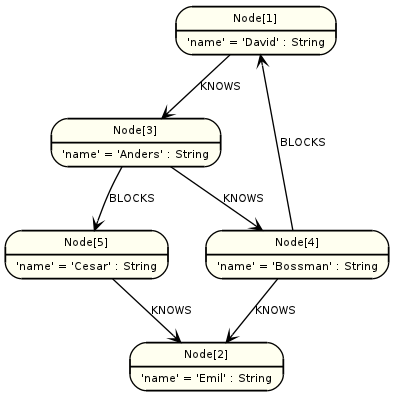 Node[1]
'name' = 'David' : String
KNOWS
Node[3]
'name' = 'Anders' : String
BLOCKS
BLOCKS
KNOWS
Node[5]
'name' = 'Cesar' : String
Node[4]
'name' = 'Bossman' : String
KNOWS
KNOWS
Node[2]
'name' = 'Emil' : String